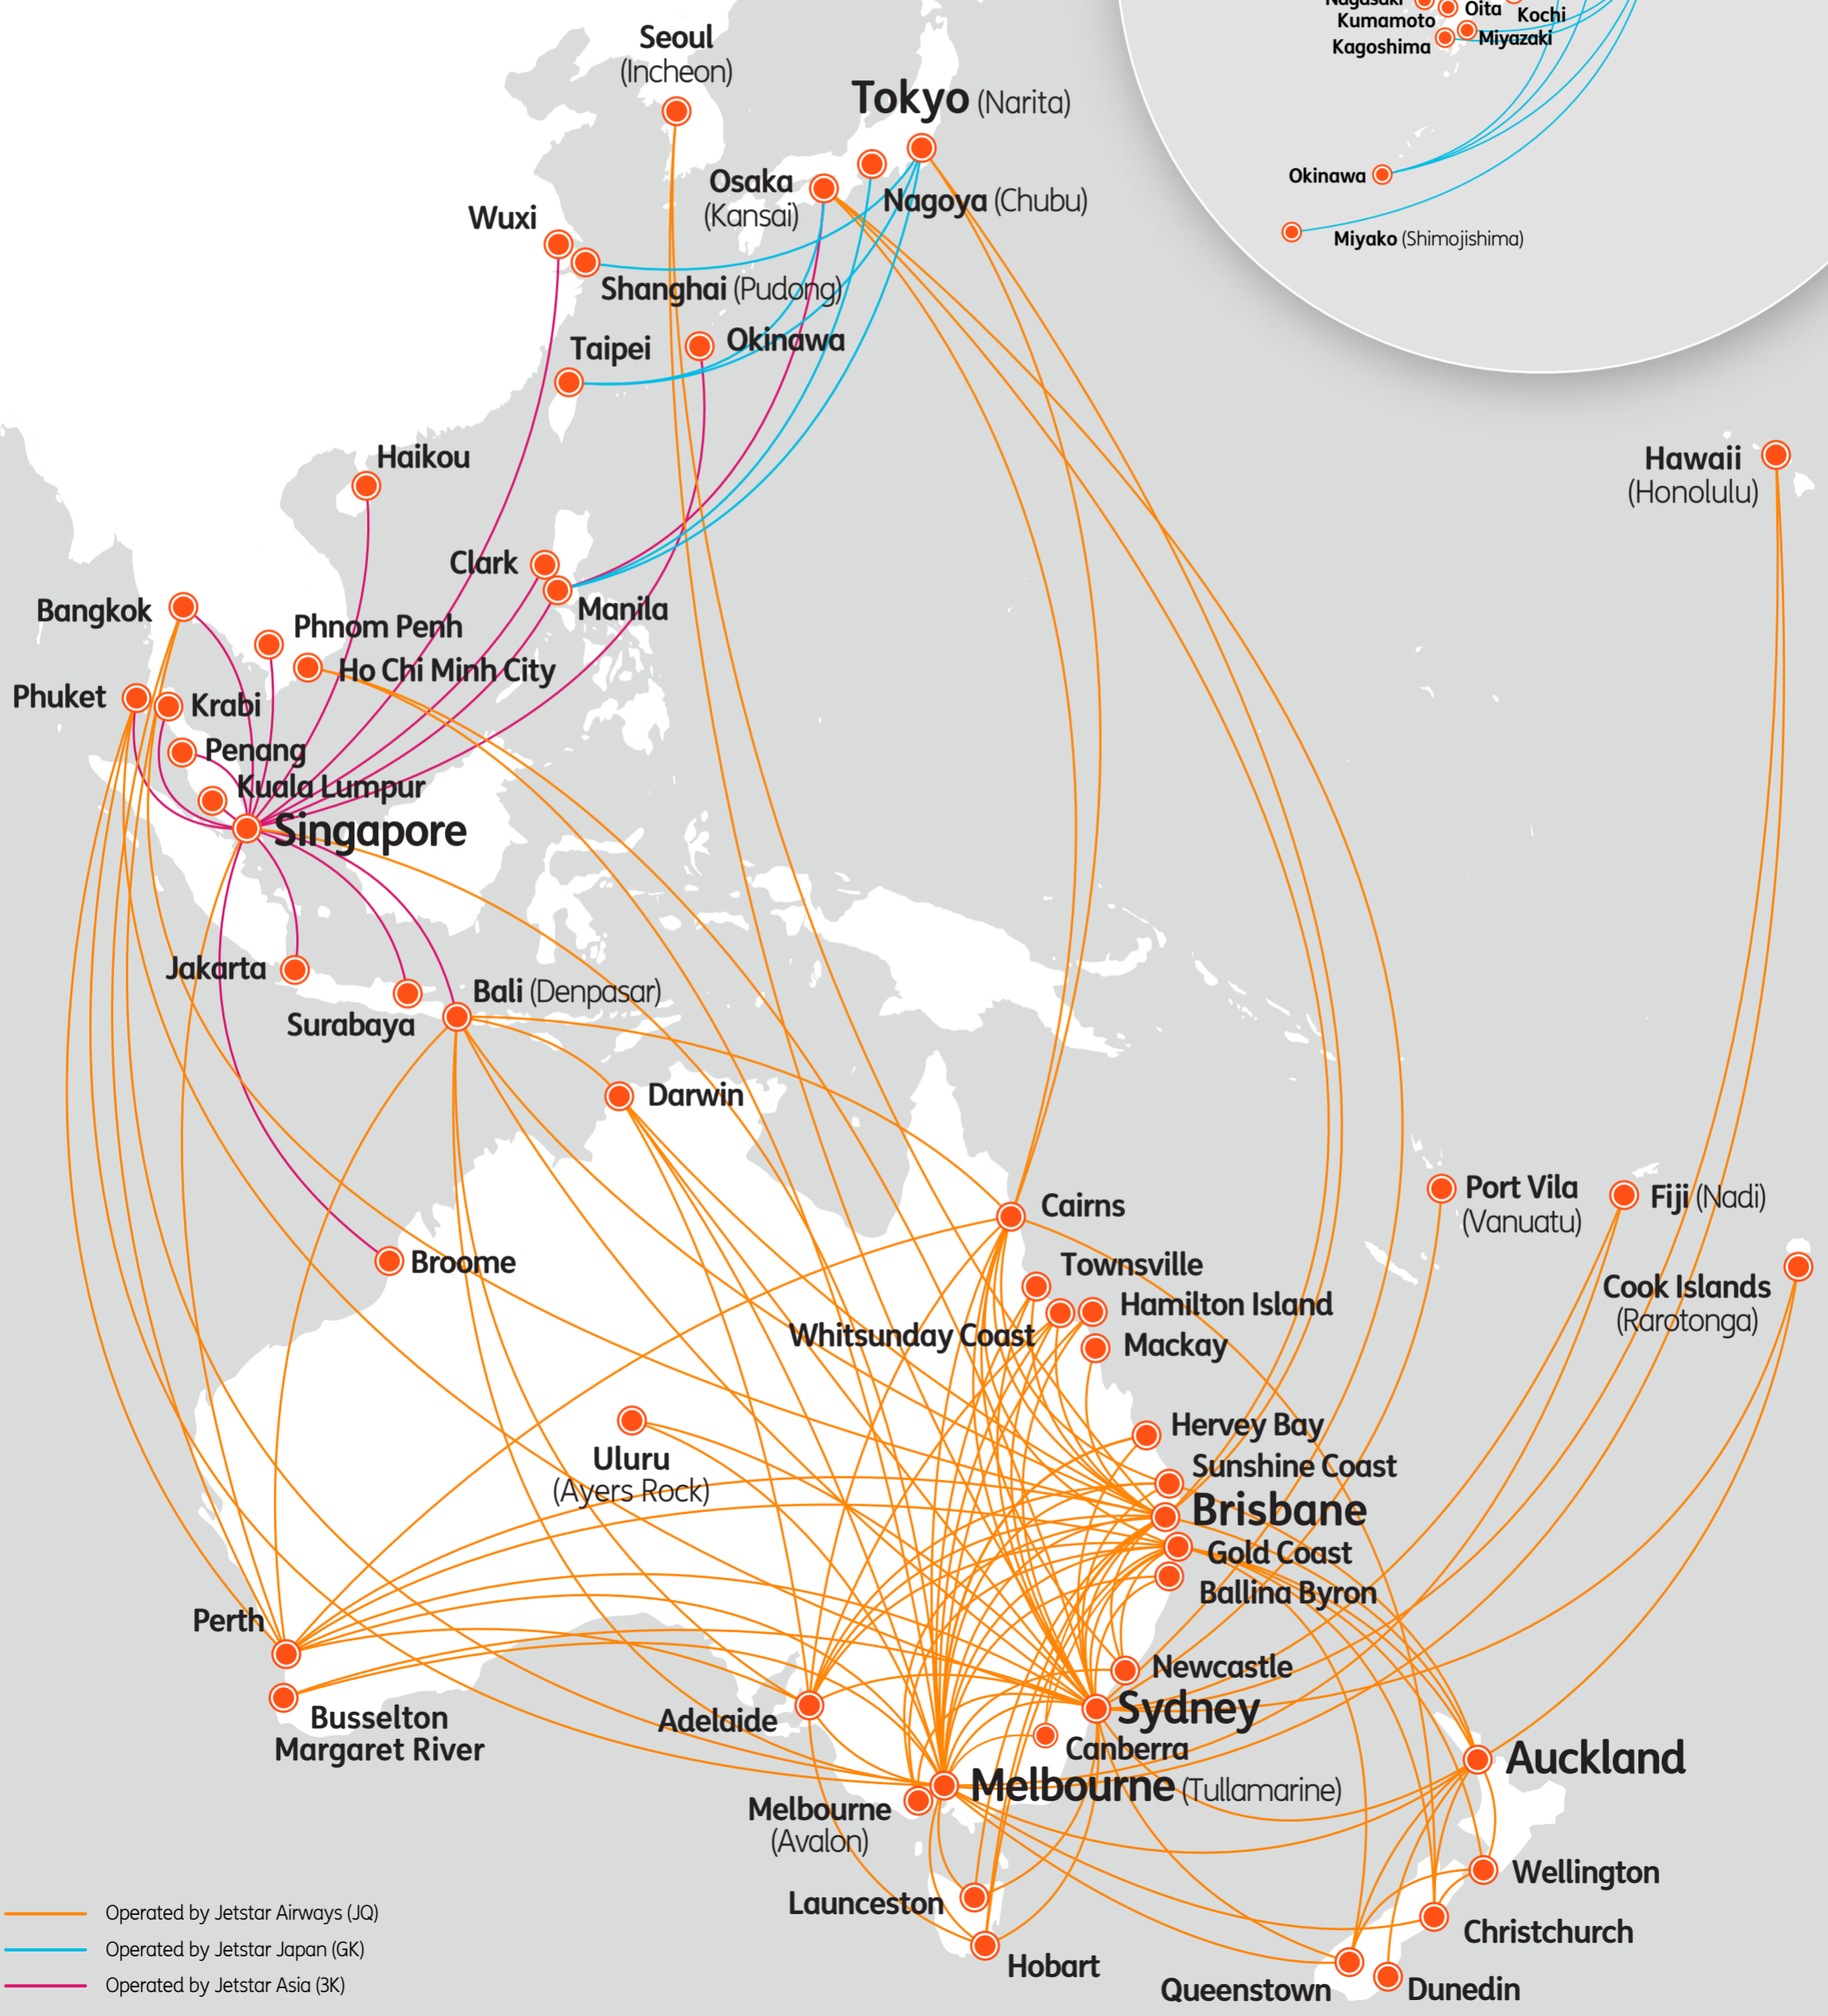 Nagasaki
Oita
Kochi
Kumamoto
Miyazaki
Kagoshima
Okinawa
Miyako (Shimojishima)
Seoul
(Incheon)
Tokyo (Narita)
Osaka
(Kansai)
Nagoya (Chubu)
Wuxi
Shanghai (Pudong)
Okinawa
Taipei
Haikou
Hawaii
(Honolulu)
Clark
Manila
Bangkok
Phnom Penh
Ho Chi Minh City
Phuket
Krabi
Penang
Kuala Lumpur
Singapore
Jakarta
Bali (Denpasar)
Surabaya
Darwin
Cairns
Port Vila
(Vanuatu)
Fiji (Nadi)
Broome
Townsville
Hamilton Island
Whitsunday Coast
Mackay
Cook Islands
(Rarotonga)
Hervey Bay
Uluru
(Ayers Rock)
Sunshine Coast
Brisbane
Gold Coast
Ballina Byron
Perth
Newcastle
Busselton
Margaret River
Adelaide
Sydney
Canberra
Auckland
Melbourne (Tullamarine)
Melbourne
(Avalon)
Wellington
Launceston
Christchurch
Hobart
Queenstown
Dunedin
Operated by Jetstar Airways (JQ)
Operated by Jetstar Japan (GK)
Operated by Jetstar Asia (3K)